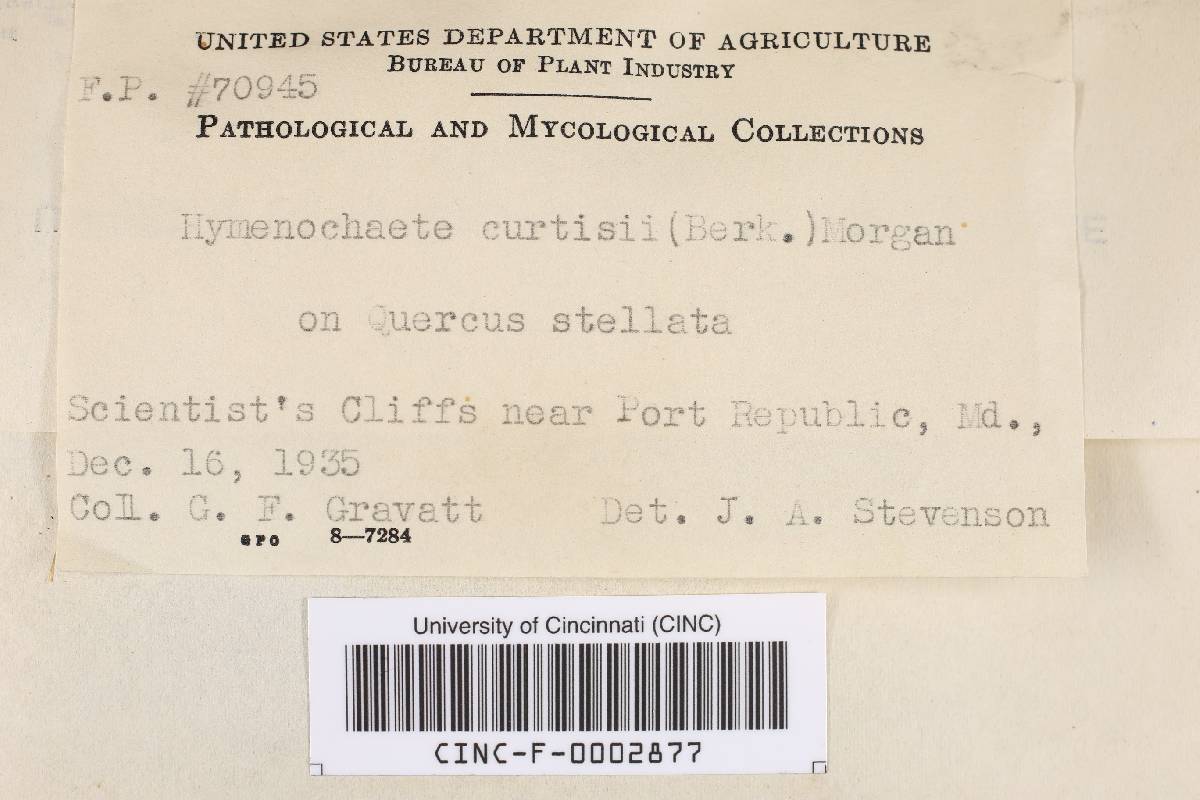 UNITED STATES DEPARTMENT OF AGRICULTURE
BUREAU OF PLANT INDUSTRY
F.P. #70945
PATHOLOGICAL AND MYCOLOGICAL COLLECTIONS
Hymenochaete curtisii(Berk.)Morgan
on Quercus stellata
Scientist's Cliffs near Port Republic, Md.,
Dec. 16, 1935
Coll. G. F. Gravatt Det. J. A. Stevenson
GPO 8—7284
University of Cincinnati (CINC)
CINC-F-0002877